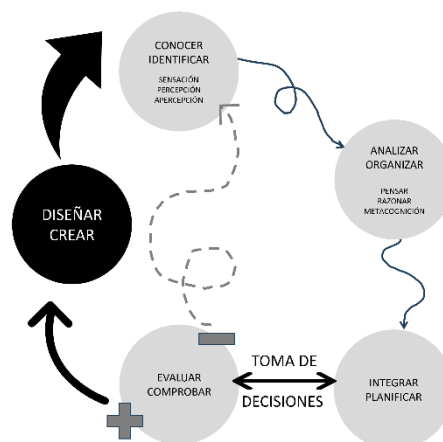 CONOCER
IDENTIFICAR
SENSACIÓN
PERCEPCIÓN
APERCEPCIÓN
ANALIZAR
ORGANIZAR
PENSAR
RAZONAR
METACOGNICIÓN
DISEÑAR
CREAR
EVALUAR
COMPROBAR
TOMA DE
DECISIONES
INTEGRAR
PLANIFICAR